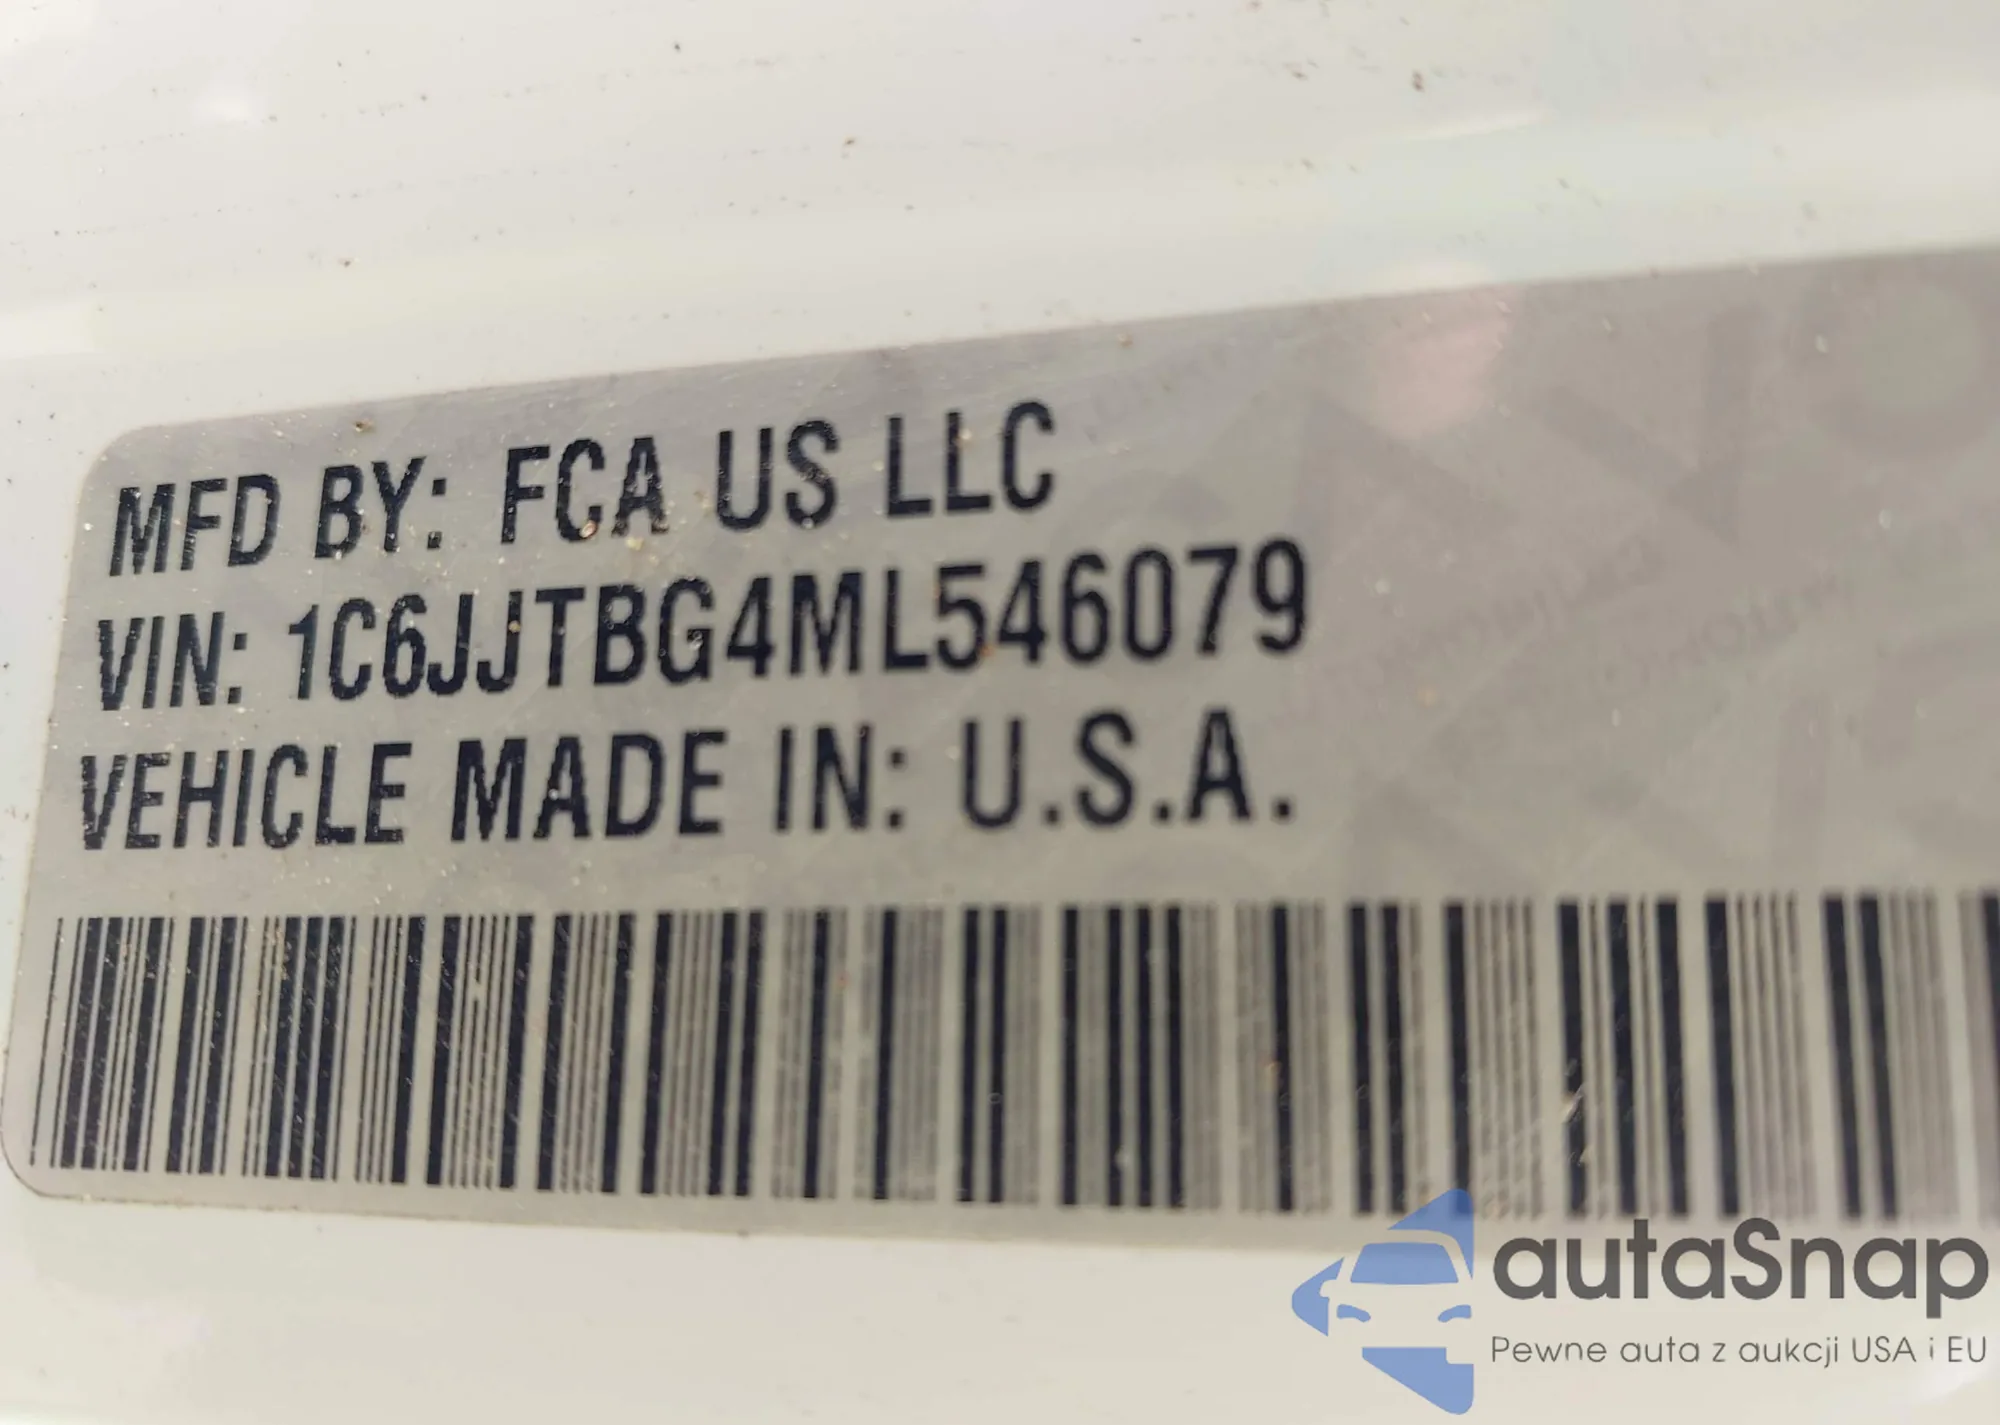 MFD BY: FCA US LLC
VIN: 1C6JJTBG4ML546079
VEHICLE MADE IN: U.S.A.
autaSnap
Pewne auta z aukcji USA i EU